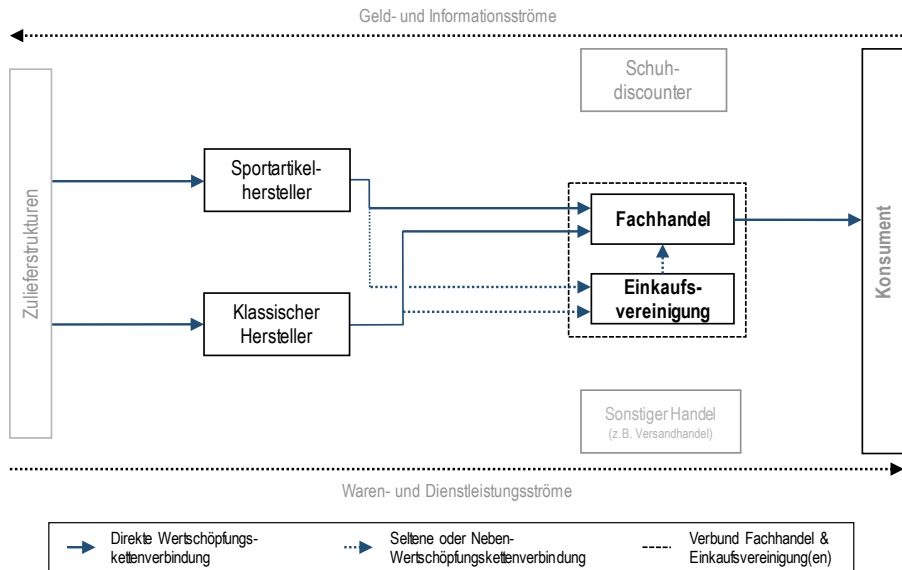 Geld- und Informationsströme
Schuh-
discounter
Zulieferstrukturen
Sportartikel-
hersteller
Fachhandel
Konsument
Einkaufs-
vereinigung
Klassischer
Hersteller
Sonstiger Handel
(z.B. Versandhandel)
Waren- und Dienstleistungsströme
Direkte Wertschöpfungs-
kettenverbindung
Seltene oder Neben-
Wertschöpfungskettenverbindung
Verbund Fachhandel &
Einkaufsvereinigung(en)